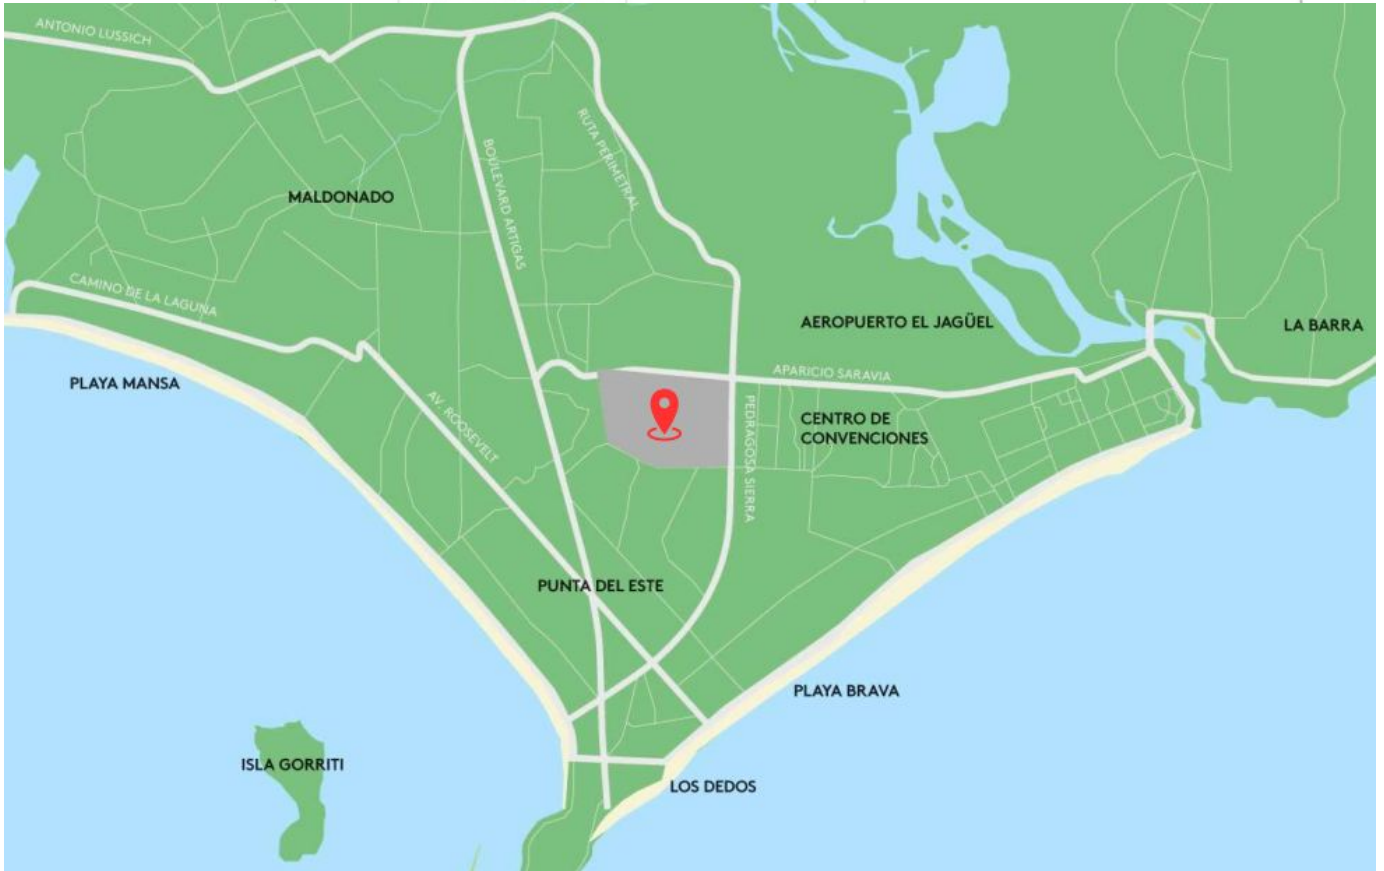 ANTONIO LUSSICH
RUTA PERIMETRAL
BOULEVARD ARTIGAS
MALDONADO
CAMINO DE LA LAGUNA
AEROPUERTO EL JAGÜEL
LA BARRA
PLAYA MANSA
APARICIO SARAVIA
AV. ROOSEVELT
PEDRAGOSA SIERRA
CENTRO DE
CONVENCIONES
PUNTA DEL ESTE
PLAYA BRAVA
ISLA GORRITI
LOS DEDOS